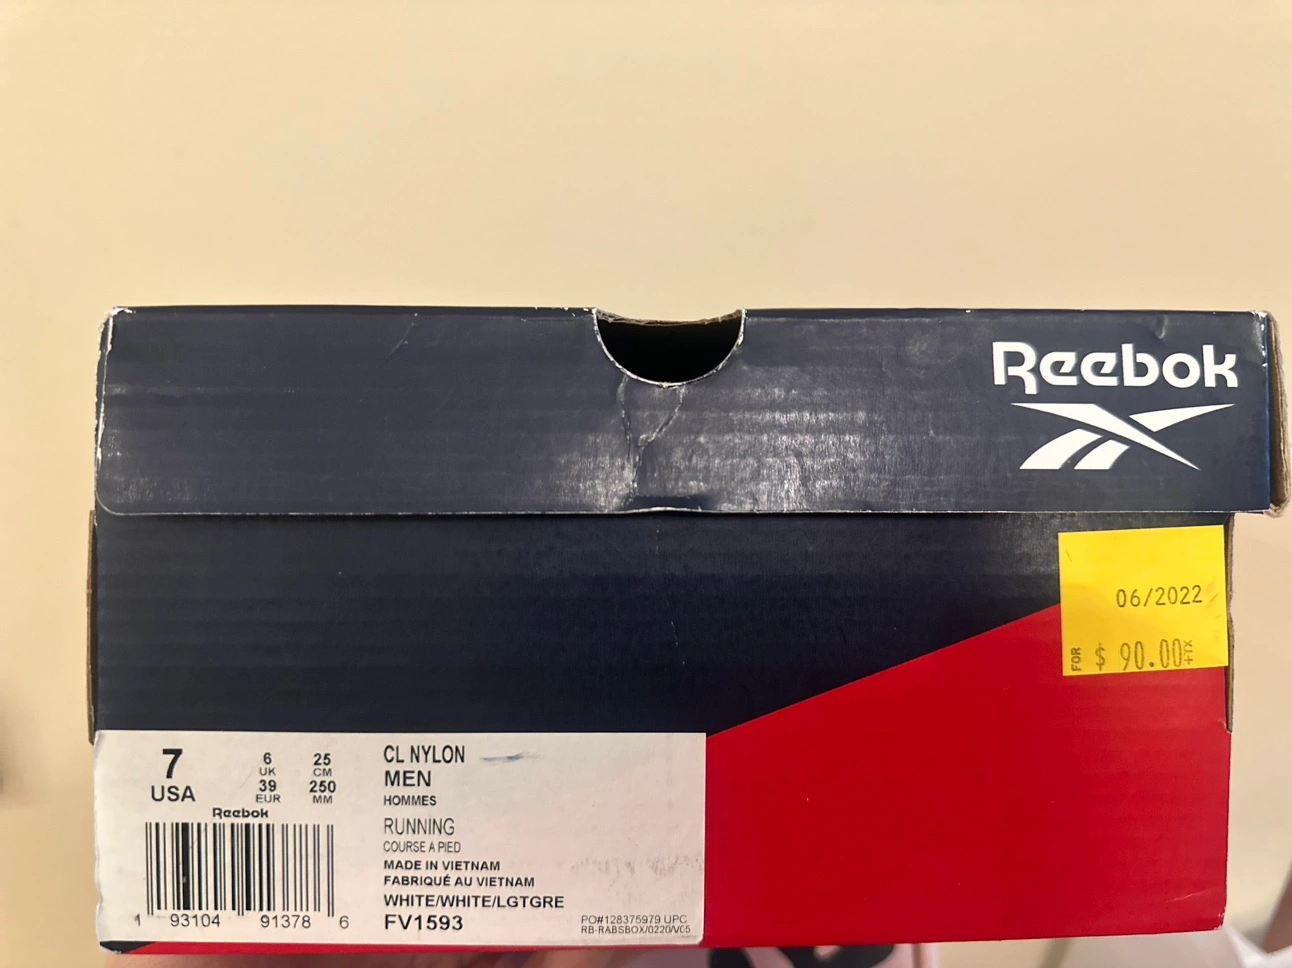 Reebok
06/2022
FOR $ 90.00 +TX
7
USA
6
UK
39
EUR
25
CM
250
MM
Reebok
1 93104 91378 6
CL NYLON
MEN
HOMMES
RUNNING
COURSE A PIED
MADE IN VIETNAM
FABRIQUÉ AU VIETNAM
WHITE/WHITE/LGTGRE
FV1593
PO#128375979 UPC
RB-RABSBOX/0220/V05